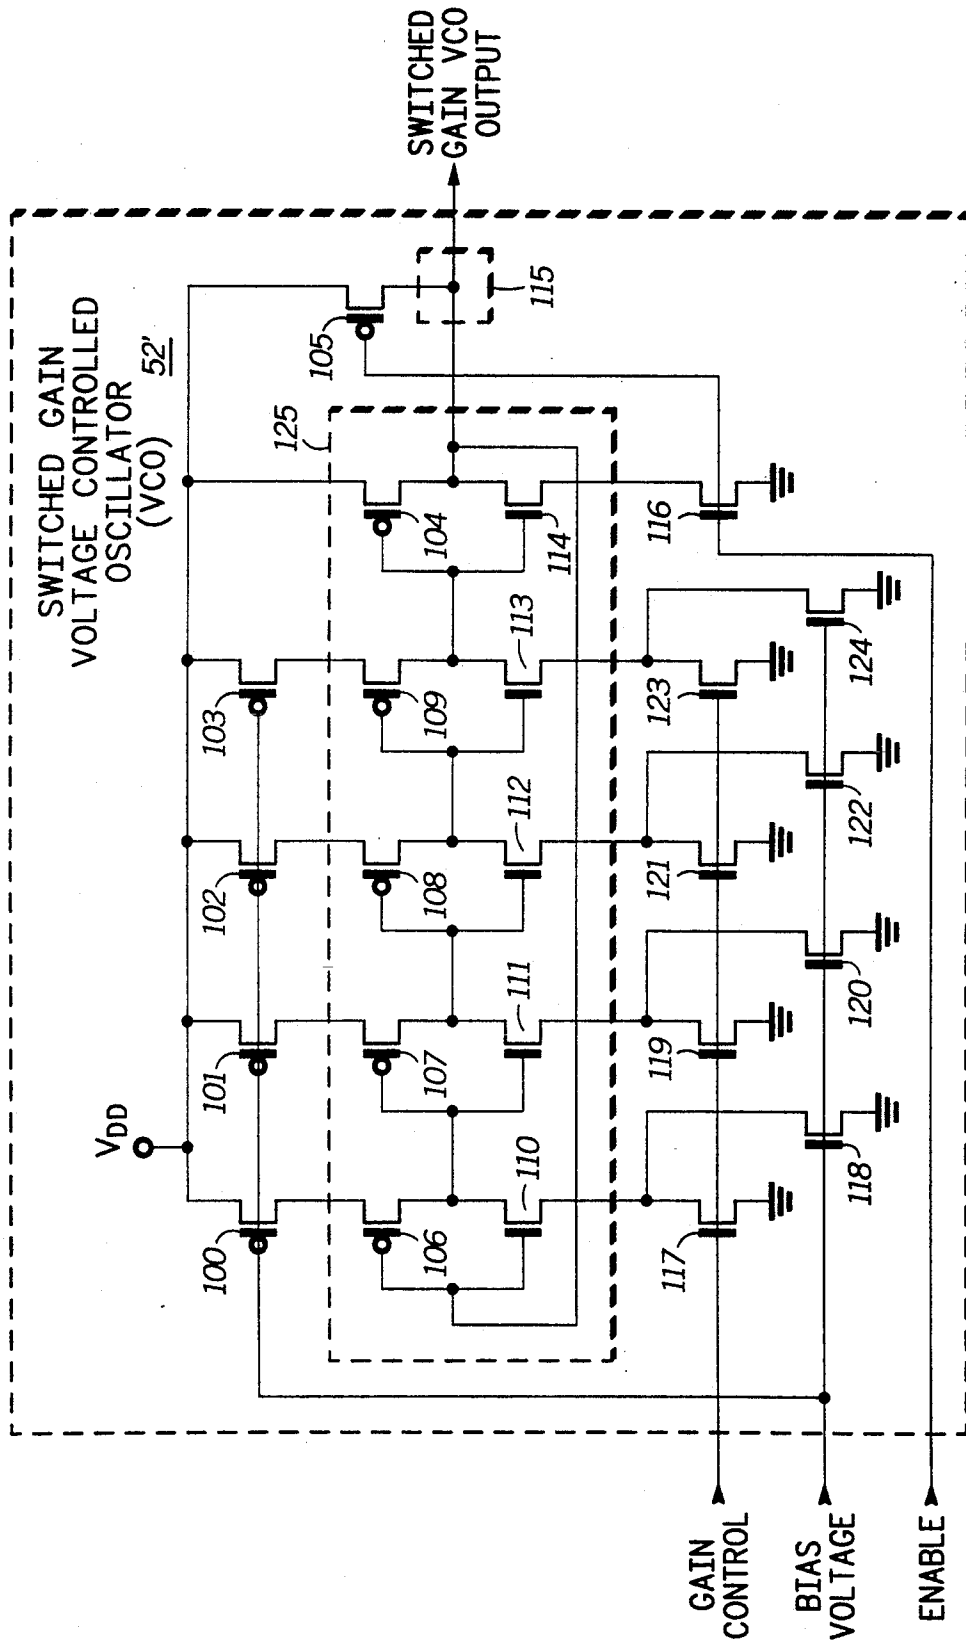 SWITCHED GAIN
VOLTAGE CONTROLLED
OSCILLATOR
(VCO)
52'
VDD
100
101
102
103
105
125
106
107
108
109
104
110
111
112
113
114
115
SWITCHED
GAIN VCO
OUTPUT
117
119
121
123
116
118
120
122
124
GAIN
CONTROL
BIAS
VOLTAGE
ENABLE